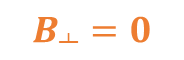 B⊥ = 0